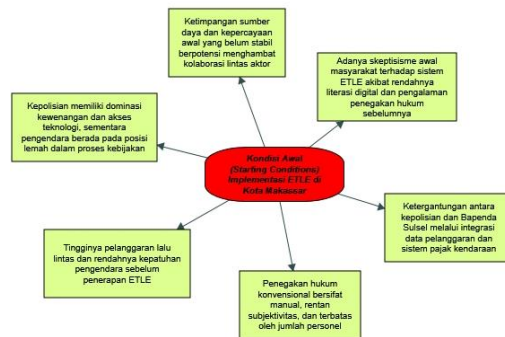 Ketimpangan sumber
daya dan kepercayaan
awal yang belum stabil
berpotensi menghambat
kolaborasi lintas aktor
Adanya skeptisisme awal
masyarakat terhadap sistem
ETLE akibat rendahnya
literasi digital dan pengalaman
penegakan hukum
sebelumnya
Kepolisian memiliki dominasi
kewenangan dan akses
teknologi, sementara
pengendara berada pada posisi
lemah dalam proses kebijakan
Kondisi Awal
(Starting Conditions)
Implementasi ETLE di
Kota Makassar
Ketergantungan antara
kepolisian dan Bapenda
Sulsel melalui integrasi
data pelanggaran dan
sistem pajak kendaraan
Tingginya pelanggaran lalu
lintas dan rendahnya kepatuhan
pengendara sebelum
penerapan ETLE
Penegakan hukum
konvensional bersifat
manual, rentan
subjektivitas, dan terbatas
oleh jumlah personel